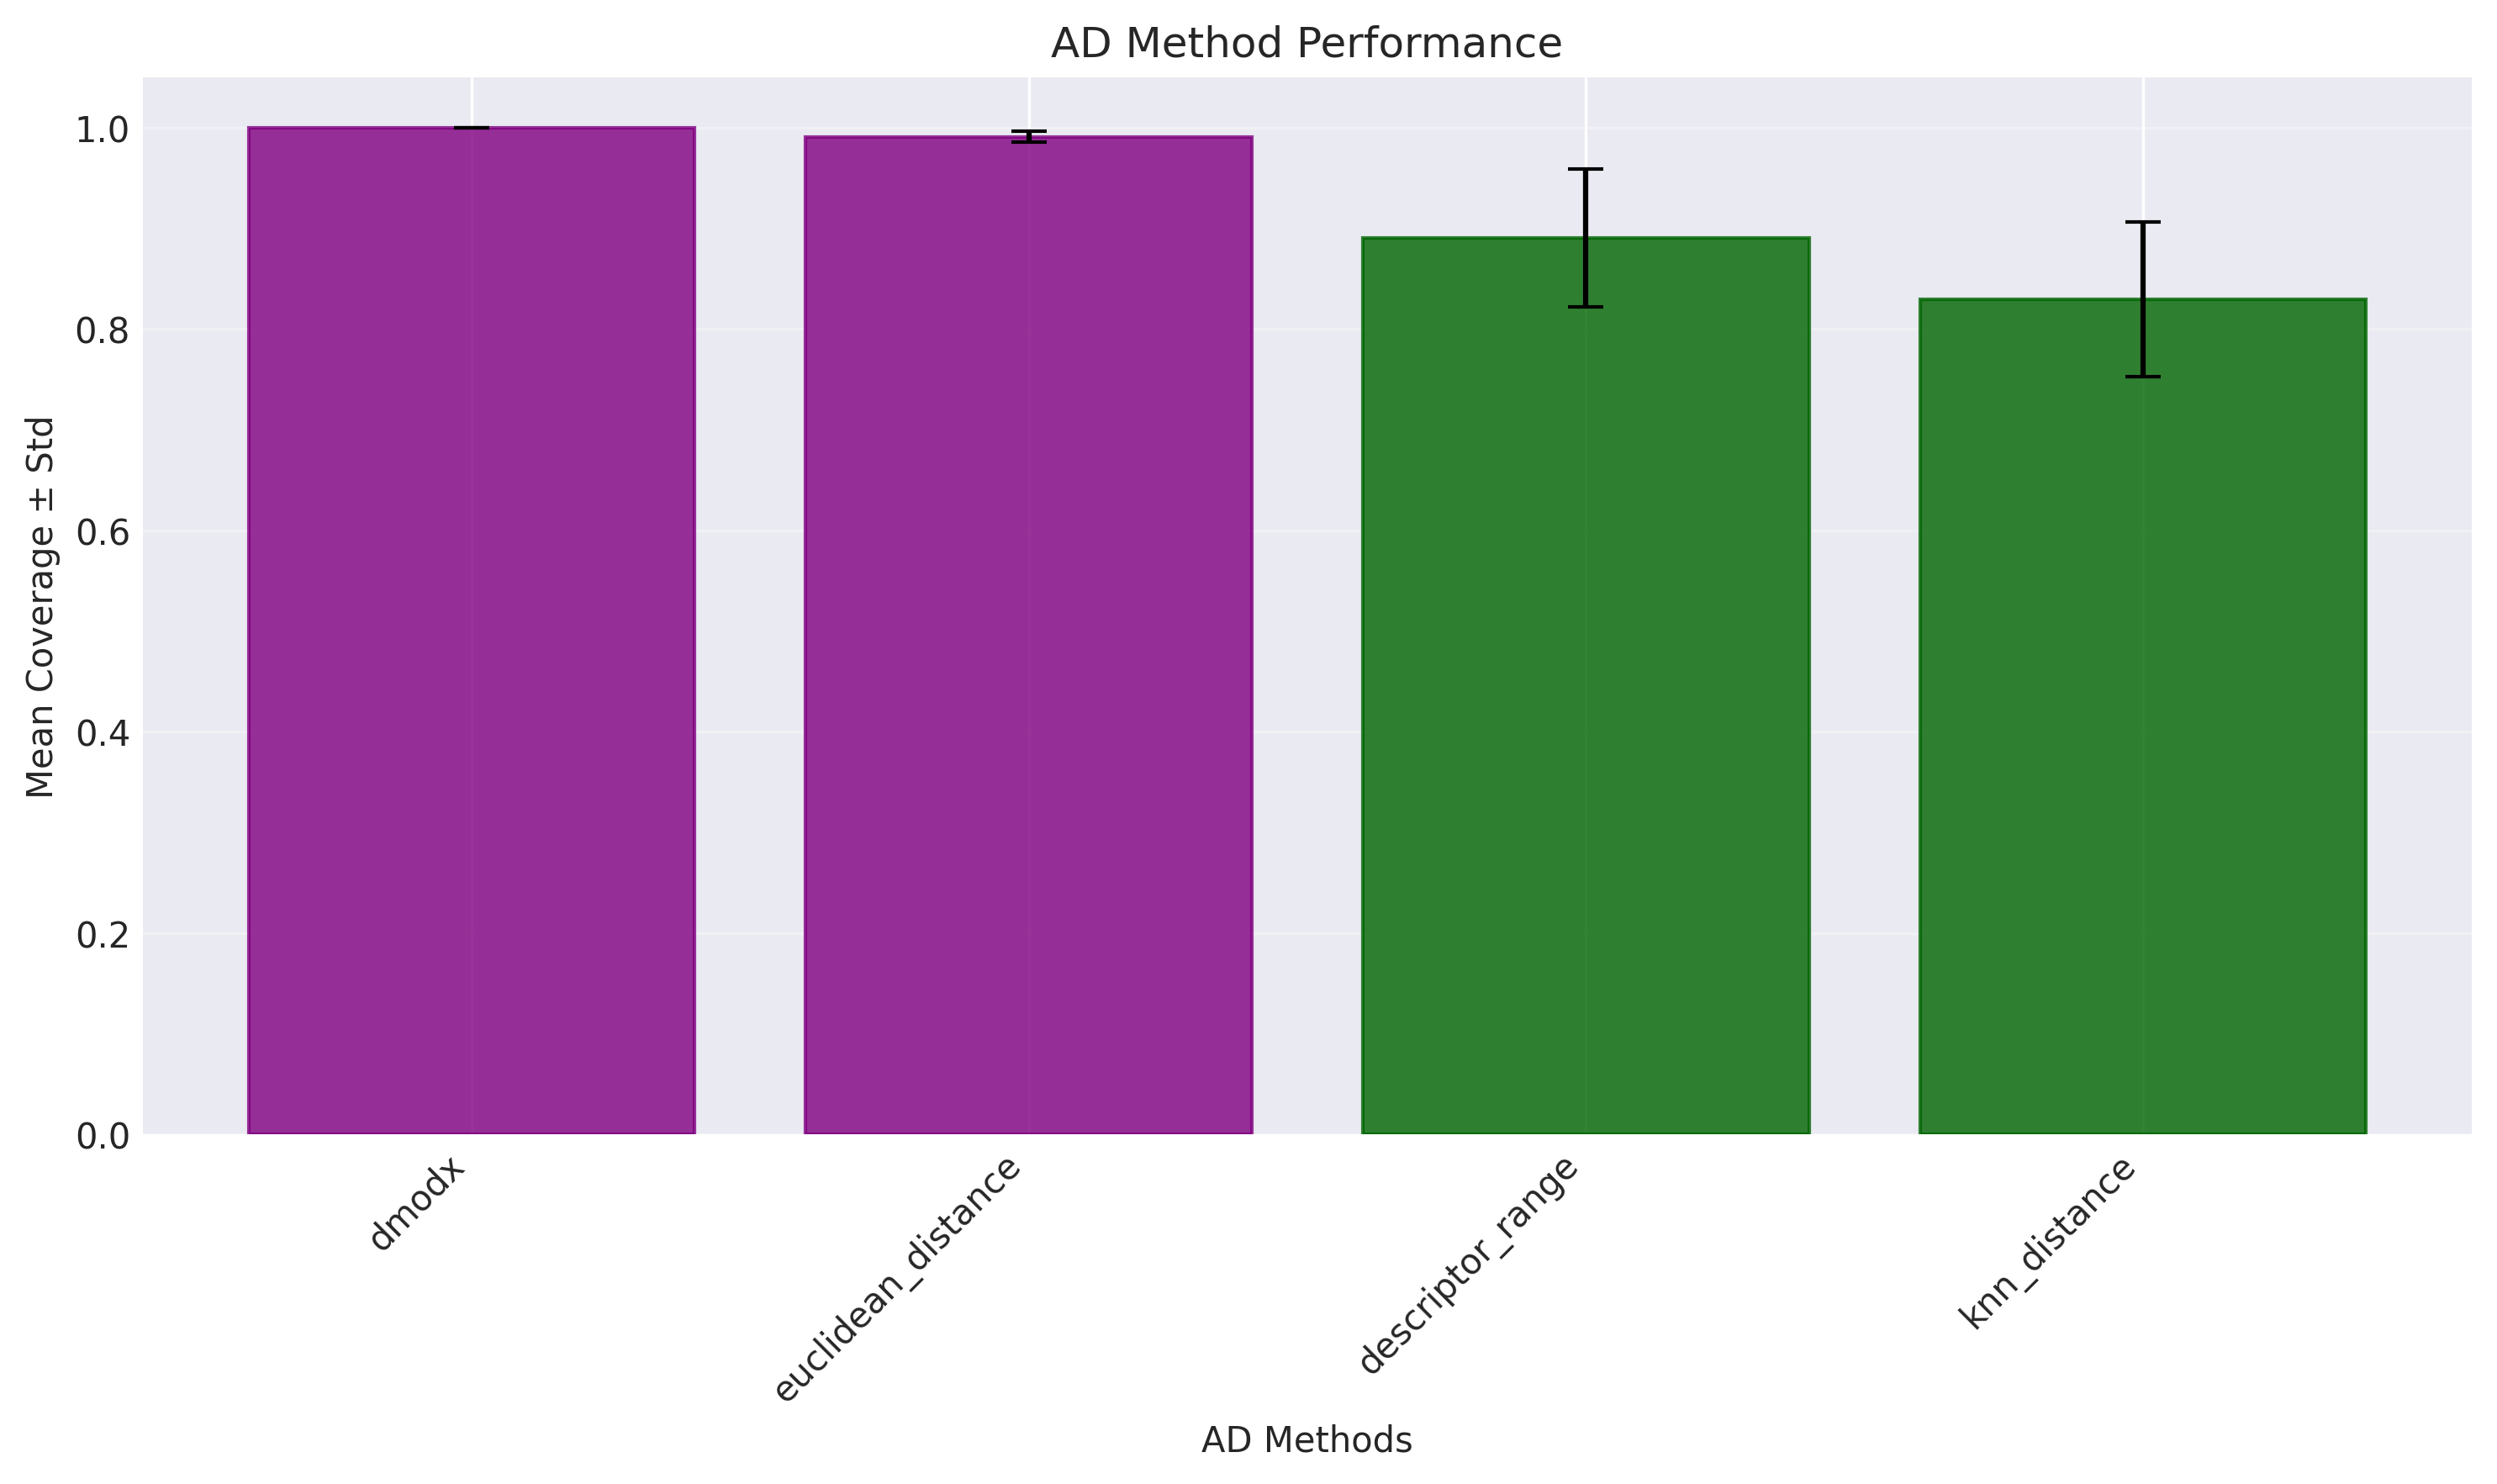 AD Method Performance
Mean Coverage ± Std
1.0
0.8
0.6
0.4
0.2
0.0
dmodx
euclidean_distance
descriptor_range
knn_distance
AD Methods